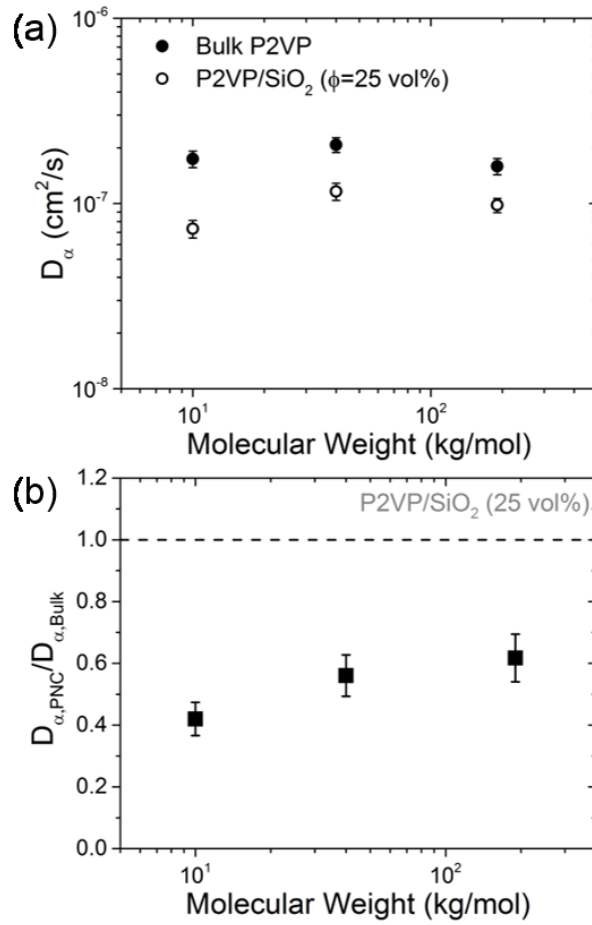 (a)
10⁻⁶
● Bulk P2VP
○ P2VP/SiO₂ (ϕ=25 vol%)
10⁻⁷
10⁻⁸
D_α (cm²/s)
10¹ 10²
Molecular Weight (kg/mol)
(b)
1.2
P2VP/SiO₂ (25 vol%)
1.0
0.8
0.6
0.4
0.2
0.0
D_α,PNC/D_α,Bulk
10¹ 10²
Molecular Weight (kg/mol)